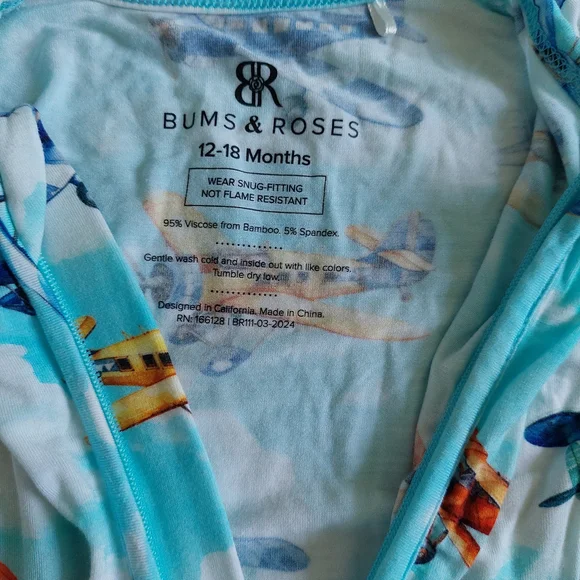 BR
BUMS & ROSES
12-18 Months
WEAR SNUG-FITTING
NOT FLAME RESISTANT
95% Viscose from Bamboo. 5% Spandex.
Gentle wash cold and inside out with like colors.
Tumble dry low.
Designed in California. Made in China.
RN: 166128 | BR111-03-2024